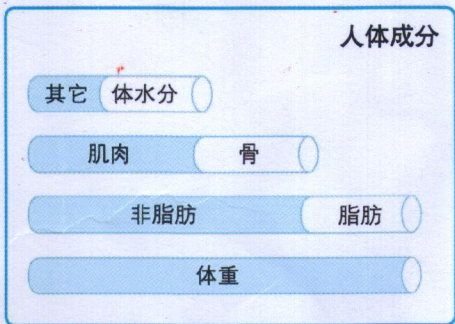 人体成分
其它 体水分
肌肉 骨
非脂肪 脂肪
体重